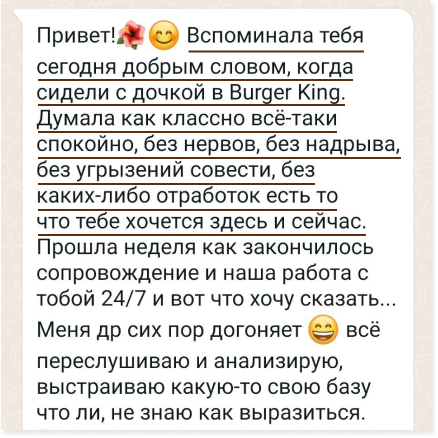 Привет!🌺😊 Вспоминала тебя
сегодня добрым словом, когда
сидели с дочкой в Burger King.
Думала как классно всё-таки
спокойно, без нервов, без надрыва,
без угрызений совести, без
каких-либо отработок есть то
что тебе хочется здесь и сейчас.
Прошла неделя как закончилось
сопровождение и наша работа с
тобой 24/7 и вот что хочу сказать...
Меня др сих пор догоняет 😄 всё
переслушиваю и анализирую,
выстраиваю какую-то свою базу
что ли, не знаю как выразиться.